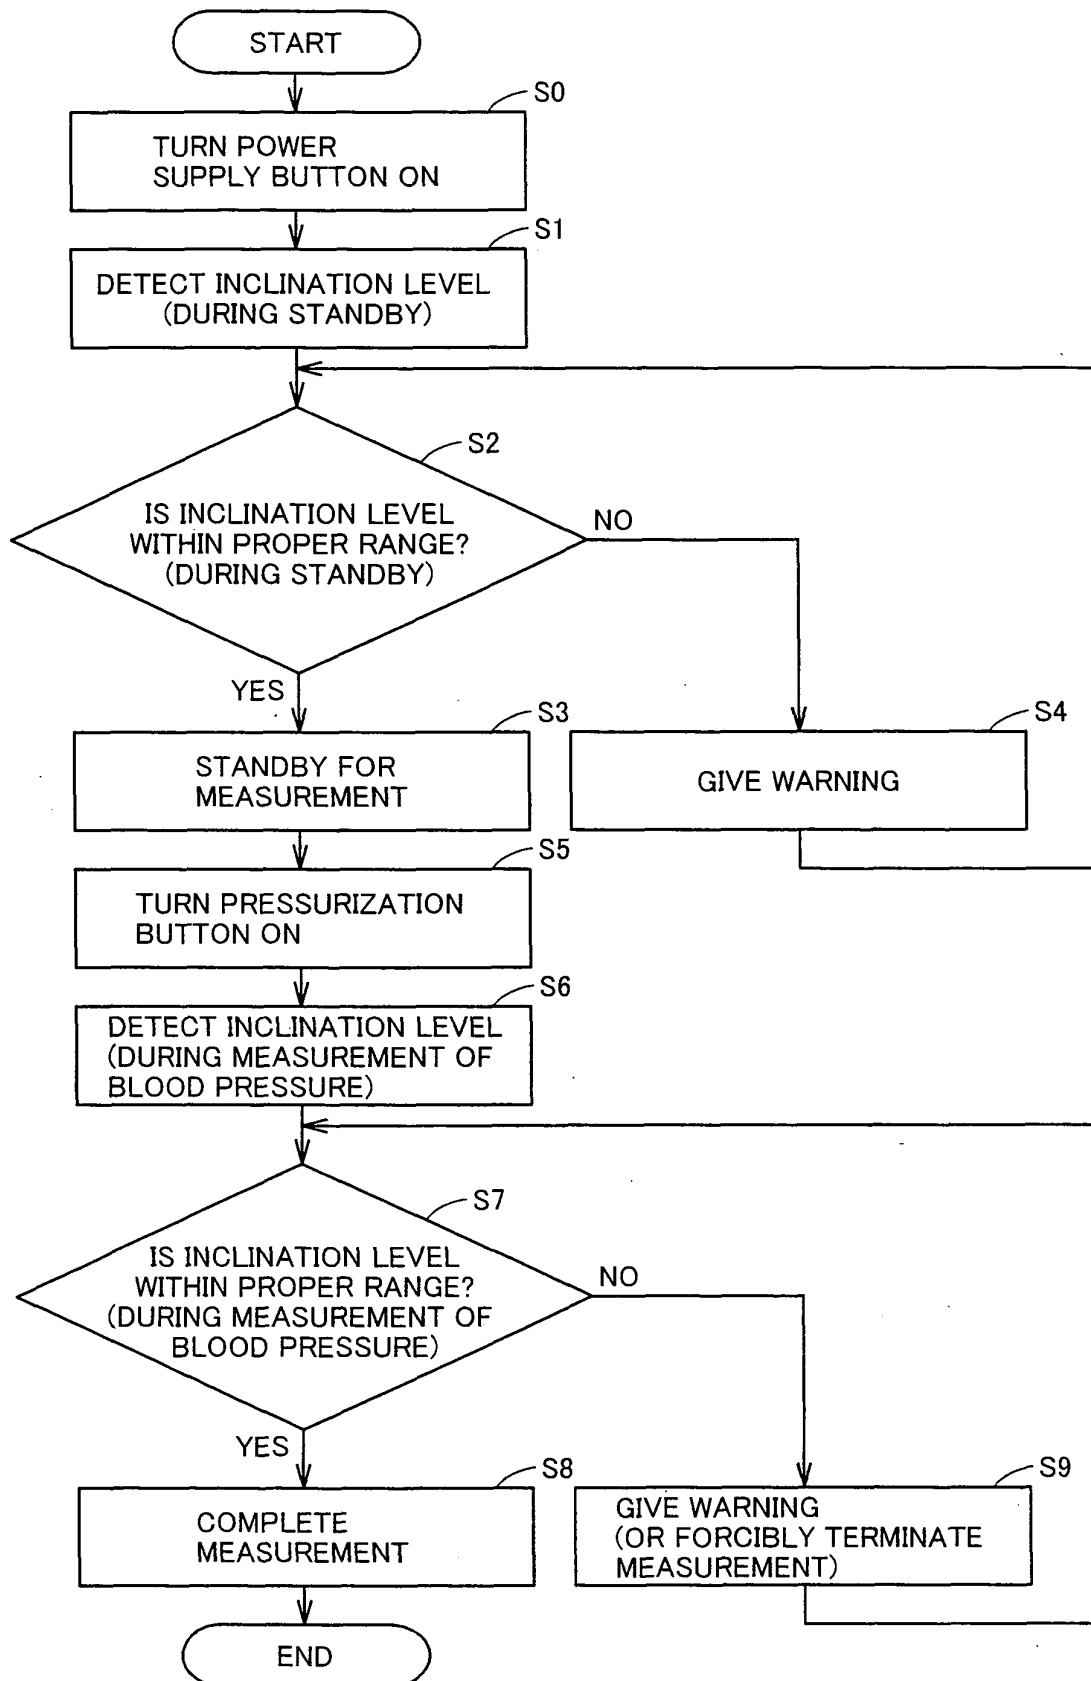 START
S0
TURN POWER
SUPPLY BUTTON ON
S1
DETECT INCLINATION LEVEL
(DURING STANDBY)
S2
IS INCLINATION LEVEL
WITHIN PROPER RANGE?
(DURING STANDBY)
NO
YES
S3
STANDBY FOR
MEASUREMENT
S4
GIVE WARNING
S5
TURN PRESSURIZATION
BUTTON ON
S6
DETECT INCLINATION LEVEL
(DURING MEASUREMENT OF
BLOOD PRESSURE)
S7
IS INCLINATION LEVEL
WITHIN PROPER RANGE?
(DURING MEASUREMENT OF
BLOOD PRESSURE)
NO
YES
S8
COMPLETE
MEASUREMENT
S9
GIVE WARNING
(OR FORCIBLY TERMINATE
MEASUREMENT)
END